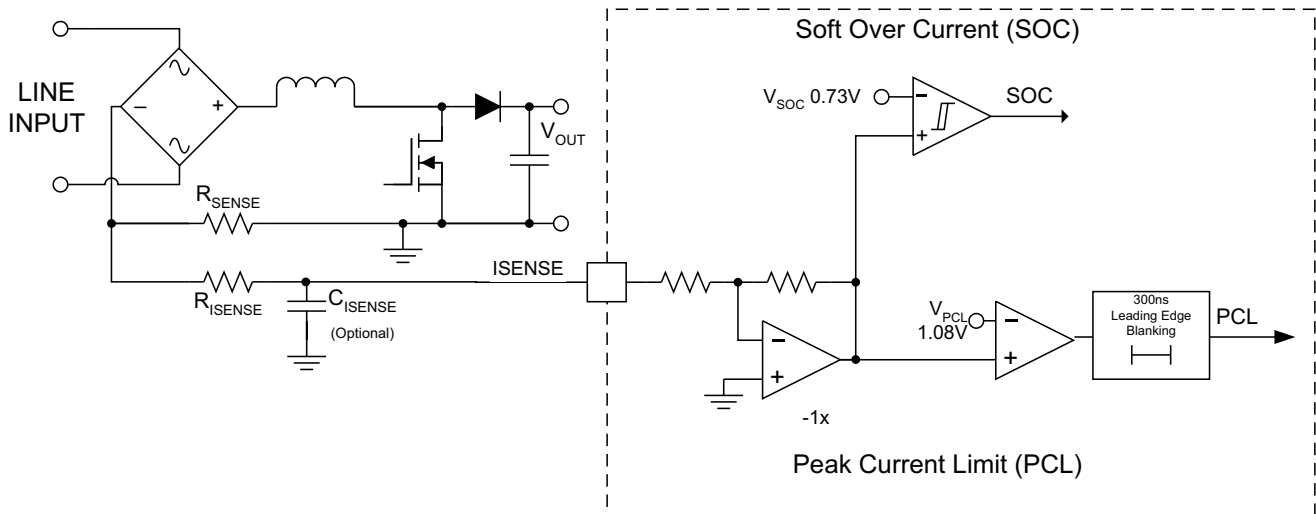 Soft Over Current (SOC)
LINE
INPUT
−
+
V_SOC 0.73V
−
+
SOC
V_OUT
R_SENSE
ISENSE
R_ISENSE
C_ISENSE
(Optional)
−
+
-1x
V_PCL
1.08V
−
+
300ns
Leading Edge
Blanking
PCL
Peak Current Limit (PCL)